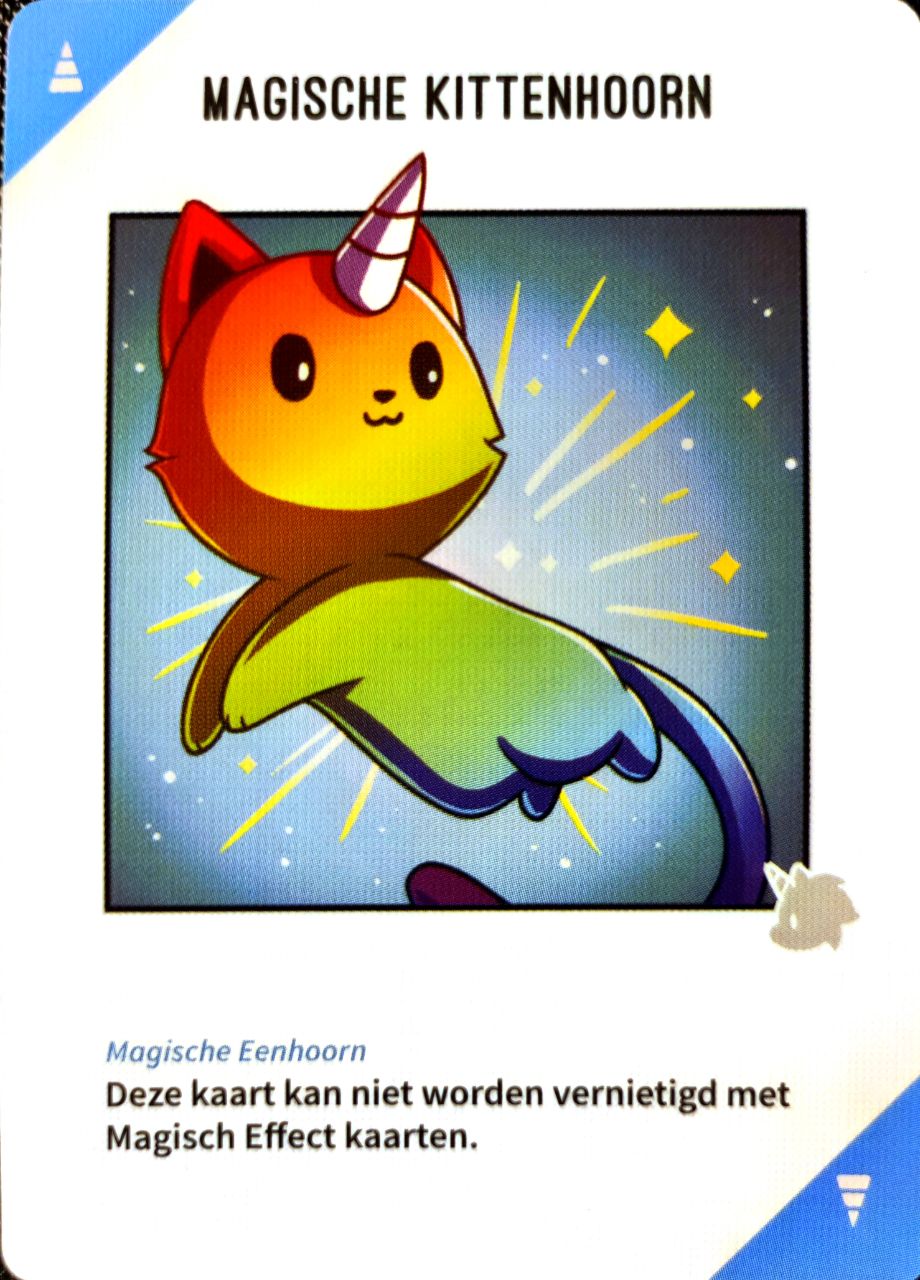 MAGISCHE KITTENHOORN
Magische Eenhoorn
Deze kaart kan niet worden vernietigd met
Magisch Effect kaarten.